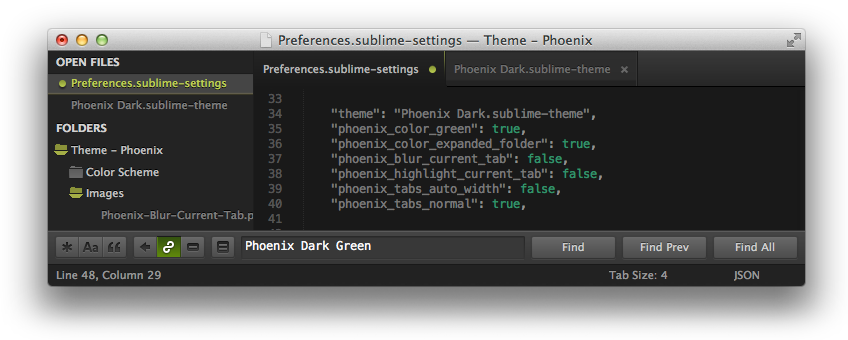 Preferences.sublime-settings — Theme – Phoenix
OPEN FILES
Preferences.sublime-settings
Phoenix Dark.sublime-theme
FOLDERS
Theme – Phoenix
Color Scheme
Images
Phoenix-Blur-Current-Tab.p
Preferences.sublime-settings
Phoenix Dark.sublime-theme
33
34 "theme": "Phoenix Dark.sublime-theme",
35 "phoenix_color_green": true,
36 "phoenix_color_expanded_folder": true,
37 "phoenix_blur_current_tab": false,
38 "phoenix_highlight_current_tab": false,
39 "phoenix_tabs_auto_width": false,
40 "phoenix_tabs_normal": true,
41
Aa
Phoenix Dark Green
Find
Find Prev
Find All
Line 48, Column 29
Tab Size: 4
JSON